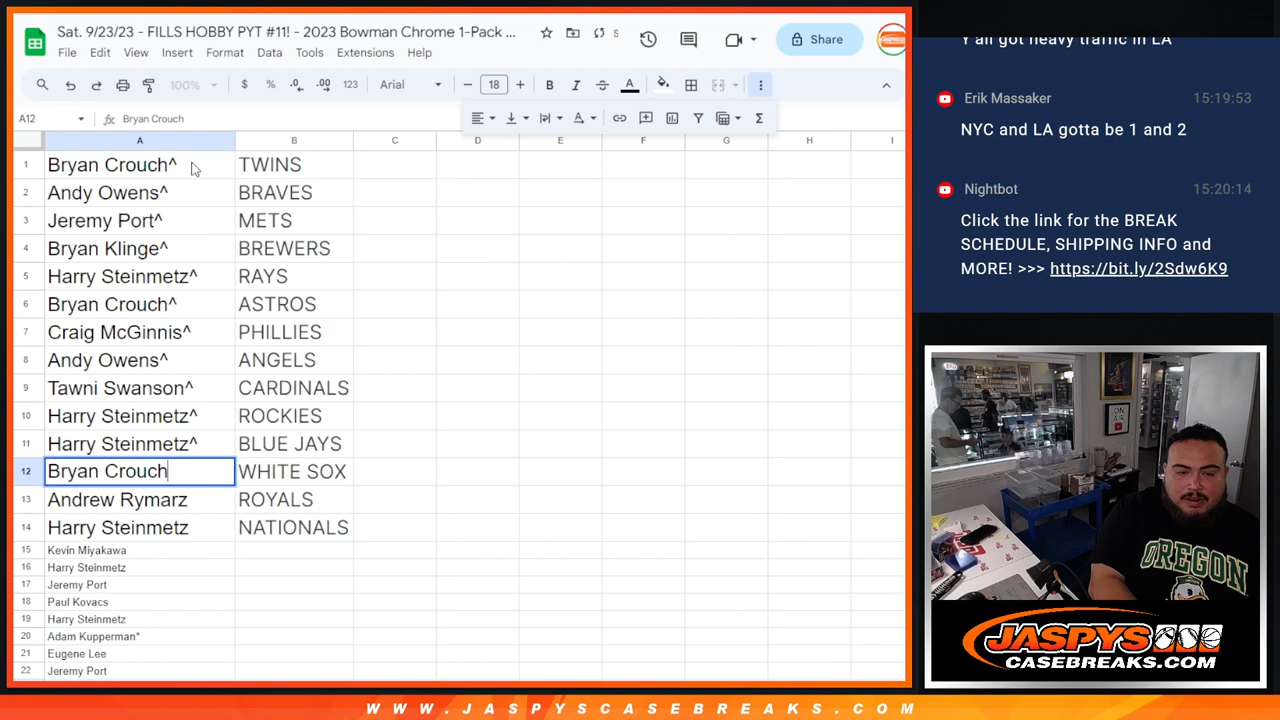 Sat. 9/23/23 - FILLS HOBBY PYT #11! - 2023 Bowman Chrome 1-Pack ...
File Edit View Insert Format Data Tools Extensions Help
Share
100% $ % .0 .00 123 Arial 18 B I A
A12 Bryan Crouch
A B C D E F G H I
1 Bryan Crouch^ TWINS
2 Andy Owens^ BRAVES
3 Jeremy Port^ METS
4 Bryan Klinge^ BREWERS
5 Harry Steinmetz^ RAYS
6 Bryan Crouch^ ASTROS
7 Craig McGinnis^ PHILLIES
8 Andy Owens^ ANGELS
9 Tawni Swanson^ CARDINALS
10 Harry Steinmetz^ ROCKIES
11 Harry Steinmetz^ BLUE JAYS
12 Bryan Crouch WHITE SOX
13 Andrew Rymarz ROYALS
14 Harry Steinmetz NATIONALS
15 Kevin Miyakawa
16 Harry Steinmetz
17 Jeremy Port
18 Paul Kovacs
19 Harry Steinmetz
20 Adam Kupperman*
21 Eugene Lee
22 Jeremy Port
Y'all got heavy traffic in LA
Erik Massaker 15:19:53
NYC and LA gotta be 1 and 2
Nightbot 15:20:14
Click the link for the BREAK
SCHEDULE, SHIPPING INFO and
MORE! >>> https://bit.ly/2Sdw6K9
ON
AIR
OREGON
JASPYS
CASEBREAKS.COM
WWW.JASPYSCASEBREAKS.COM